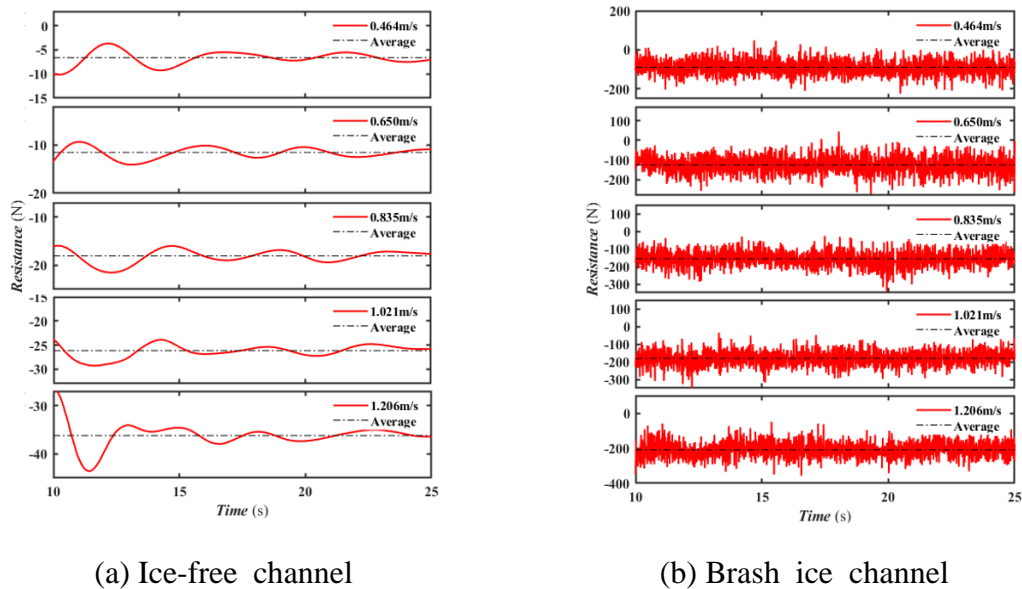 Resistance (N)
0
-5
-10
-15
0.464m/s
Average
-10
-20
0.650m/s
Average
-10
-20
0.835m/s
Average
-15
-20
-25
-30
1.021m/s
Average
-30
-40
1.206m/s
Average
10 15 20 25
Time (s)
(a) Ice-free channel
Resistance (N)
200
0
-200
0.464m/s
Average
0
-100
-200
0.650m/s
Average
100
0
-100
-200
-300
0.835m/s
Average
100
0
-100
-200
-300
1.021m/s
Average
0
-200
-400
1.206m/s
Average
10 15 20 25
Time (s)
(b) Brash ice channel